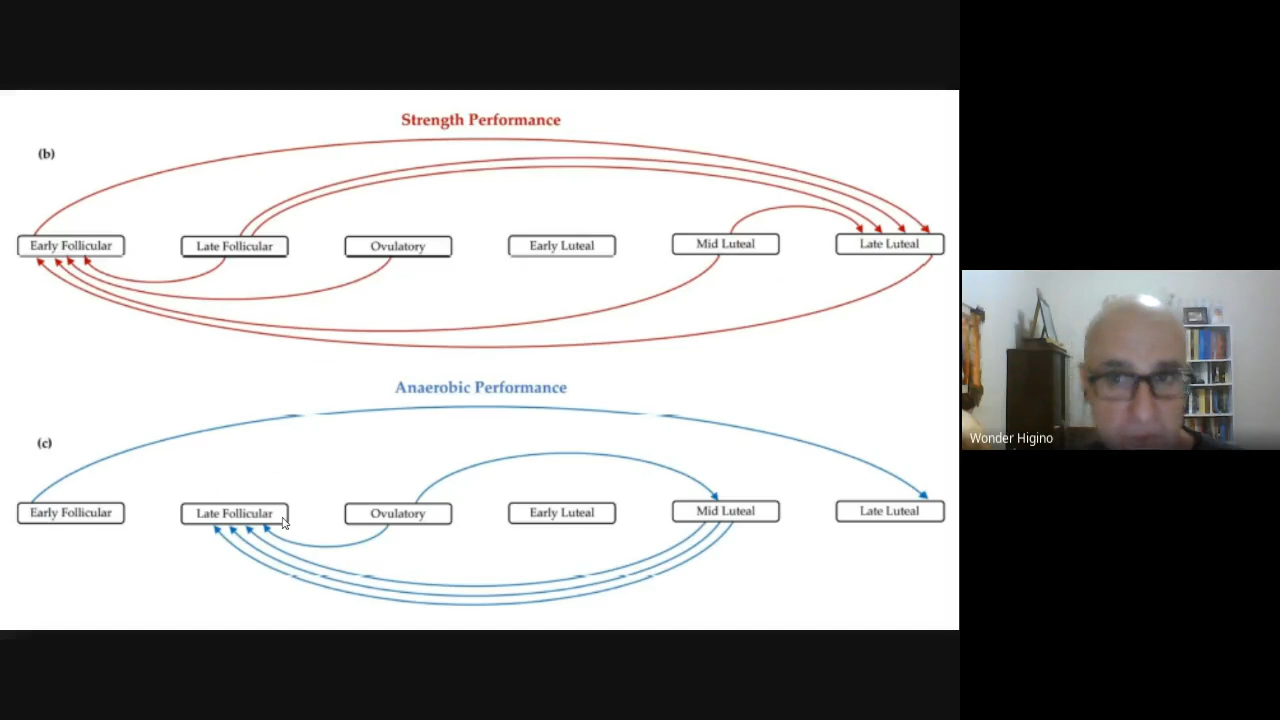 Strength Performance
(b)
Early Follicular
Late Follicular
Ovulatory
Early Luteal
Mid Luteal
Late Luteal
Anaerobic Performance
(c)
Early Follicular
Late Follicular
Ovulatory
Early Luteal
Mid Luteal
Late Luteal
Wonder Higino